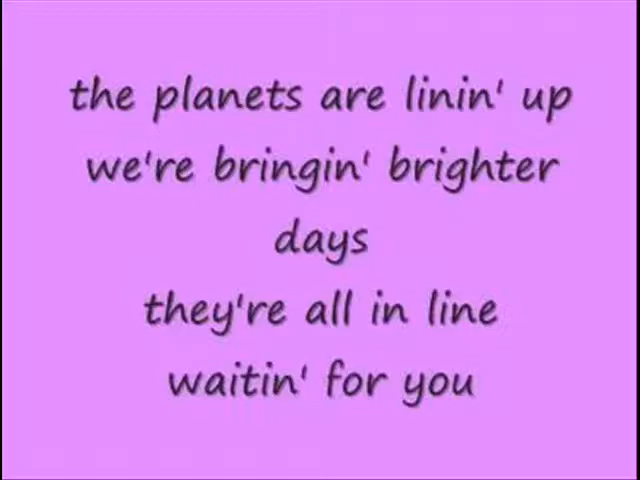 the planets are linin' up
we're bringin' brighter
days
they're all in line
waitin' for you